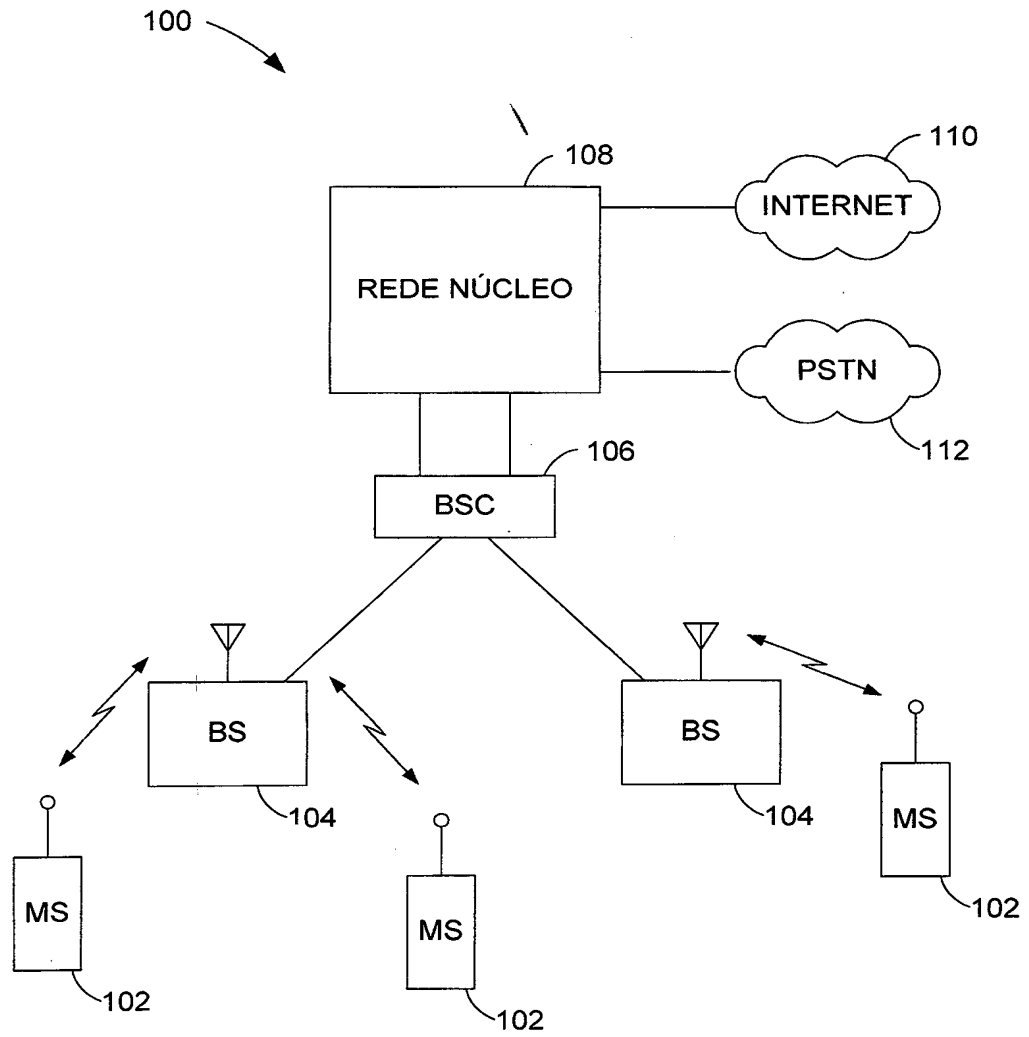 100
108
110
INTERNET
REDE NÚCLEO
PSTN
112
106
BSC
BS
104
BS
104
MS
102
MS
102
MS
102